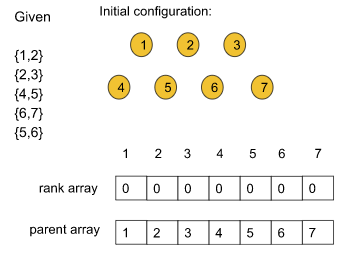 Given
Initial configuration:
{1,2}
{2,3}
{4,5}
{6,7}
{5,6}
1 2 3
4 5 6 7
1 2 3 4 5 6 7
rank array 0 0 0 0 0 0 0
parent array 1 2 3 4 5 6 7